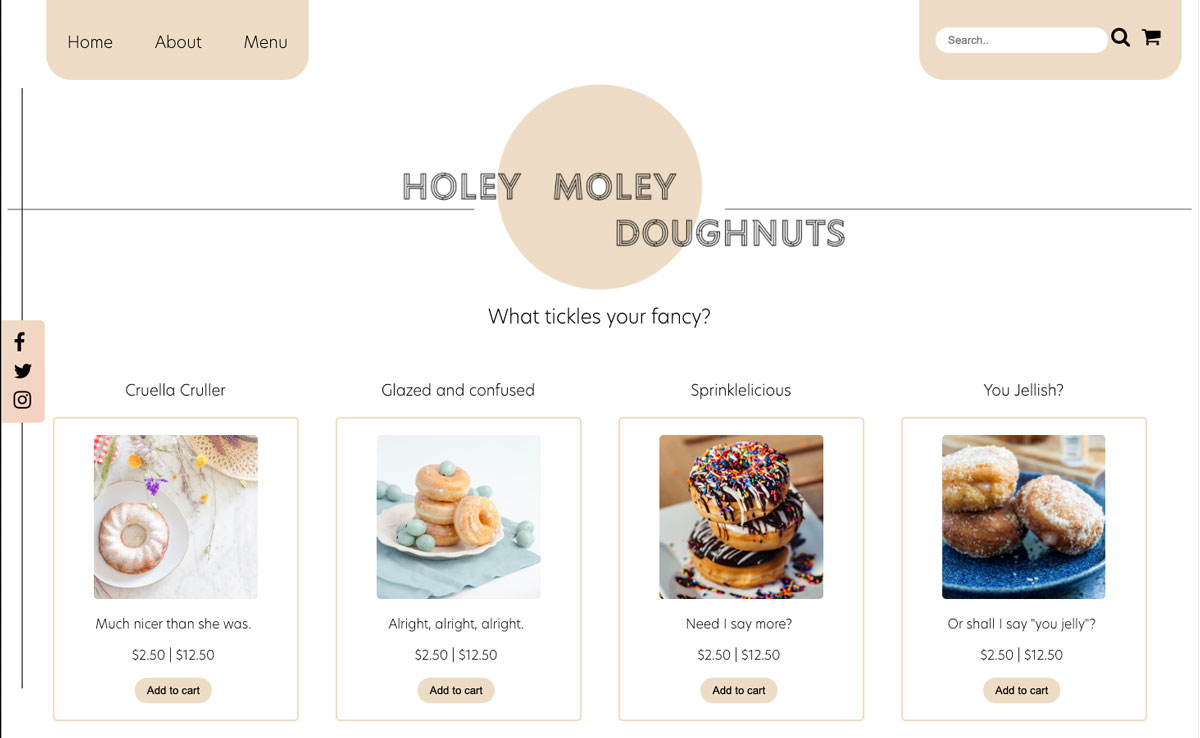 Home About Menu
Search..
HOLEY MOLEY
DOUGHNUTS
What tickles your fancy?
Cruella Cruller
Glazed and confused
Sprinklelicious
You Jellish?
Much nicer than she was.
$2.50 | $12.50
Add to cart
Alright, alright, alright.
$2.50 | $12.50
Add to cart
Need I say more?
$2.50 | $12.50
Add to cart
Or shall I say "you jelly"?
$2.50 | $12.50
Add to cart